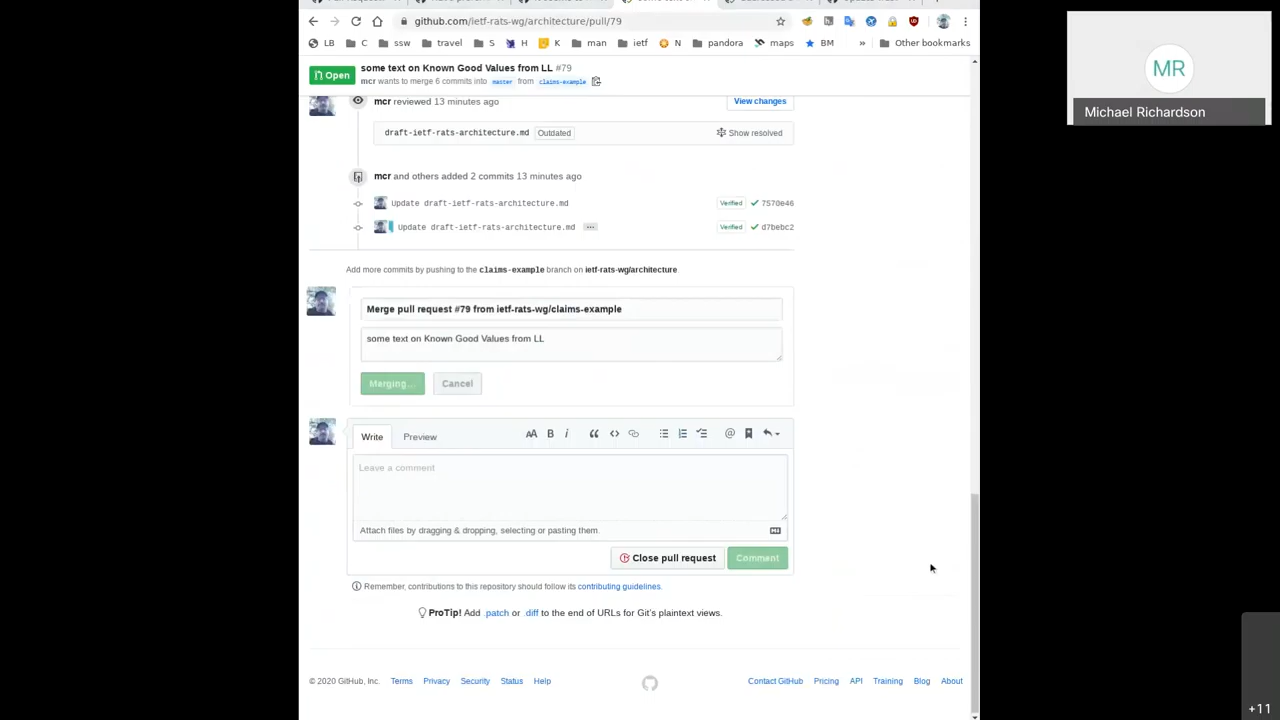 github.com/ietf-rats-wg/architecture/pull/79
LB C ssw travel S H K man ietf N pandora maps BM » Other bookmarks
Open
some text on Known Good Values from LL #79
mcr wants to merge 6 commits into master from claims-example
mcr reviewed 13 minutes ago
View changes
draft-ietf-rats-architecture.md Outdated
Show resolved
mcr and others added 2 commits 13 minutes ago
Update draft-ietf-rats-architecture.md Verified 7570e46
Update draft-ietf-rats-architecture.md ... Verified d7bebc2
Add more commits by pushing to the claims-example branch on ietf-rats-wg/architecture
Merge pull request #79 from ietf-rats-wg/claims-example
some text on Known Good Values from LL
Merging… Cancel
Write Preview
AA B i @
Leave a comment
Attach files by dragging & dropping, selecting or pasting them.
Close pull request Comment
Remember, contributions to this repository should follow its contributing guidelines.
ProTip! Add .patch or .diff to the end of URLs for Git's plaintext views.
© 2020 GitHub, Inc. Terms Privacy Security Status Help
Contact GitHub Pricing API Training Blog About
MR
Michael Richardson
+11